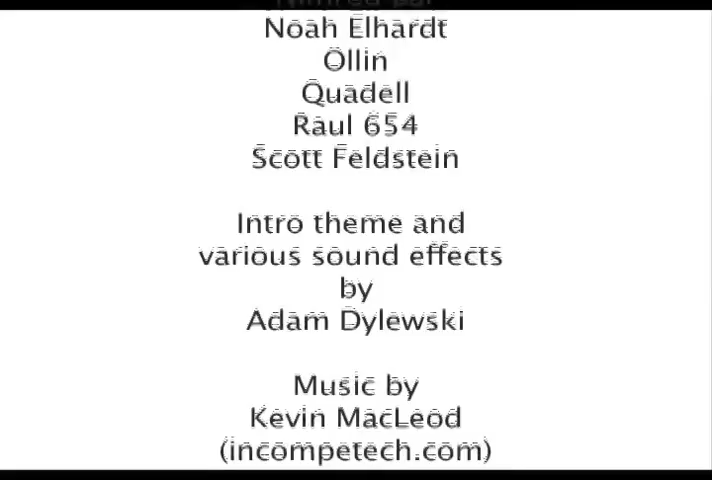 Noah Elhardt
Ollin
Quadell
Raul 654
Scott Feldstein
Intro theme and
various sound effects
by
Adam Dylewski
Music by
Kevin MacLeod
(incompetech.com)